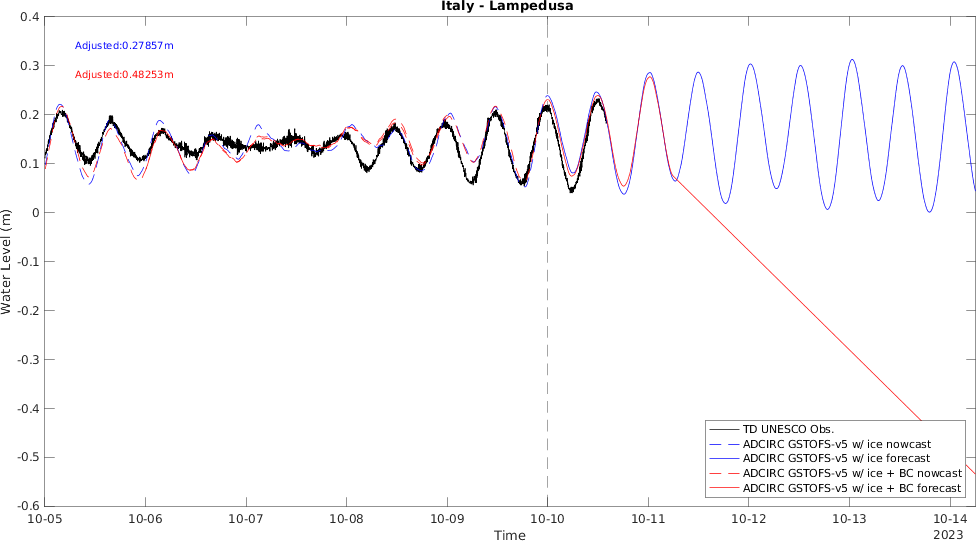 Italy - Lampedusa
0.4
0.3
0.2
0.1
0
-0.1
-0.2
-0.3
-0.4
-0.5
-0.6
Water Level (m)
Adjusted:0.27857m
Adjusted:0.48253m
TD UNESCO Obs.
ADCIRC GSTOFS-v5 w/ ice nowcast
ADCIRC GSTOFS-v5 w/ ice forecast
ADCIRC GSTOFS-v5 w/ ice + BC nowcast
ADCIRC GSTOFS-v5 w/ ice + BC forecast
10-05 10-06 10-07 10-08 10-09 10-10 10-11 10-12 10-13 10-14
2023
Time